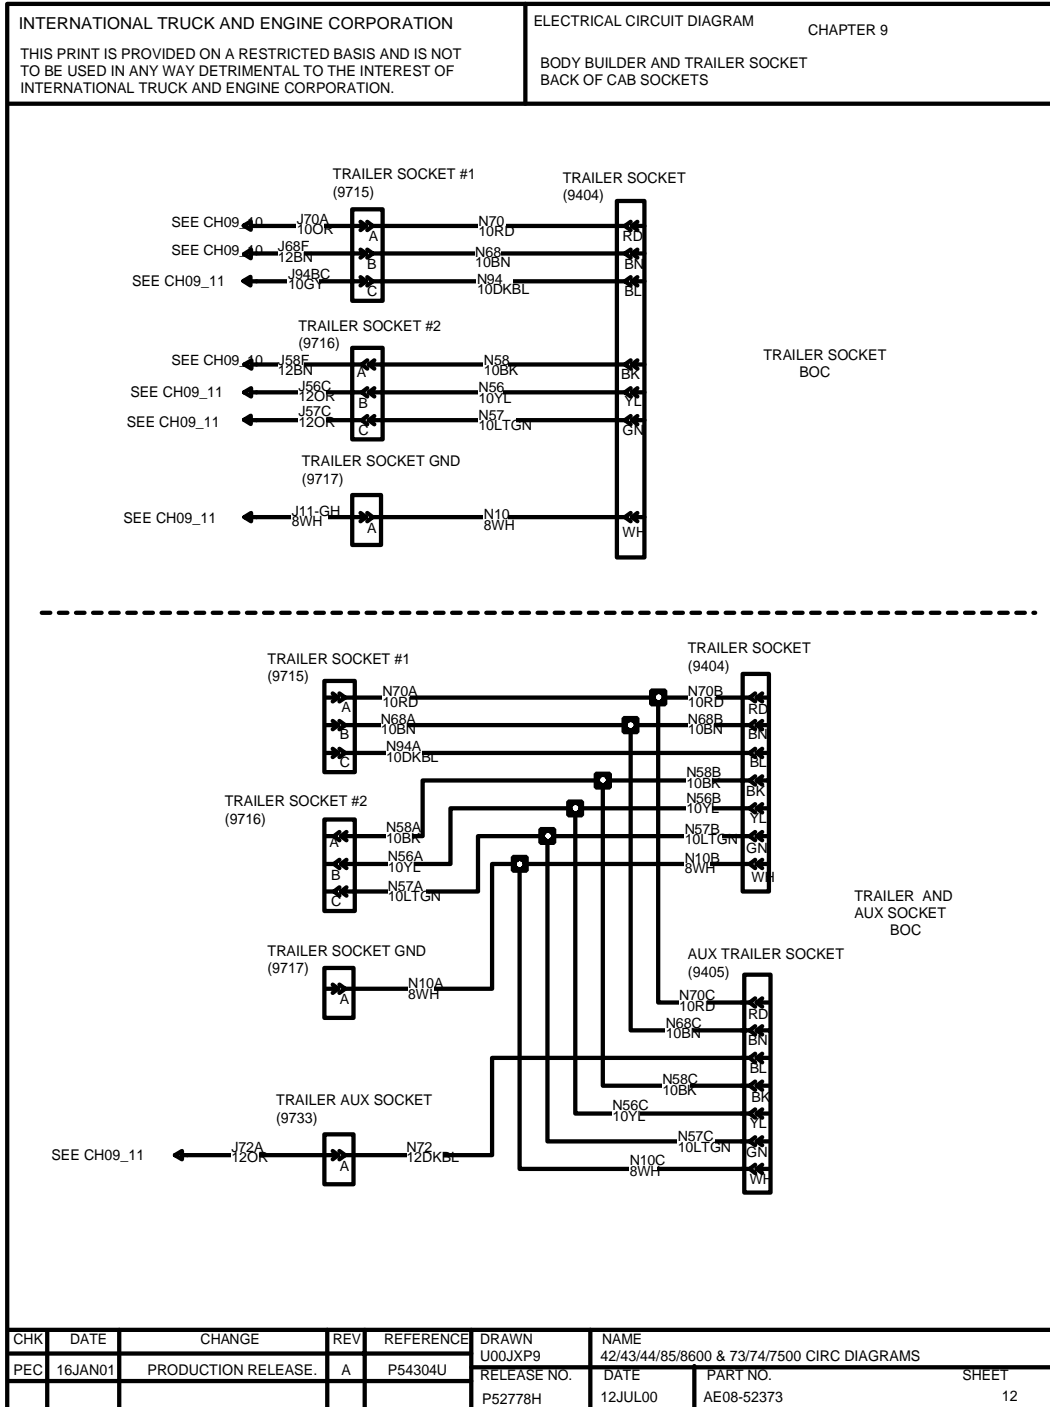 INTERNATIONAL TRUCK AND ENGINE CORPORATION
THIS PRINT IS PROVIDED ON A RESTRICTED BASIS AND IS NOT
TO BE USED IN ANY WAY DETRIMENTAL TO THE INTEREST OF
INTERNATIONAL TRUCK AND ENGINE CORPORATION.
ELECTRICAL CIRCUIT DIAGRAM
CHAPTER 9
BODY BUILDER AND TRAILER SOCKET
BACK OF CAB SOCKETS
TRAILER SOCKET #1
(9715)
TRAILER SOCKET
(9404)
SEE CH09_10
J70A
10OR
A
N70
10RD
RD
SEE CH09_10
J68F
12BN
B
N68
10BN
BN
SEE CH09_11
J94BC
10GY
C
N94
10DKBL
BL
TRAILER SOCKET #2
(9716)
SEE CH09_10
J58F
12BN
A
N58
10BK
BK
SEE CH09_11
J56C
12OR
B
N56
10YL
YL
SEE CH09_11
J57C
12OR
C
N57
10LTGN
GN
TRAILER SOCKET
BOC
TRAILER SOCKET GND
(9717)
SEE CH09_11
J11-GH
8WH
A
N10
8WH
WH
TRAILER SOCKET #1
(9715)
TRAILER SOCKET
(9404)
A
N70A
10RD
N70B
10RD
RD
B
N68A
10BN
N68B
10BN
BN
C
N94A
10DKBL
BL
N58B
10BK
BK
TRAILER SOCKET #2
(9716)
N56B
10YL
YL
A
N58A
10BK
N57B
10LTGN
GN
B
N56A
10YL
N10B
8WH
WH
C
N57A
10LTGN
TRAILER AND
AUX SOCKET
BOC
TRAILER SOCKET GND
(9717)
A
N10A
8WH
AUX TRAILER SOCKET
(9405)
N70C
10RD
RD
N68C
10BN
BN
BL
N58C
10BK
BK
N56C
10YL
YL
N57C
10LTGN
GN
N10C
8WH
WH
TRAILER AUX SOCKET
(9733)
SEE CH09_11
J72A
12OR
A
N72
12DKBL
CHK DATE CHANGE REV REFERENCE
PEC 16JAN01 PRODUCTION RELEASE. A P54304U
DRAWN
U00JXP9
NAME
42/43/44/85/8600 & 73/74/7500 CIRC DIAGRAMS
RELEASE NO.
P52778H
DATE
12JUL00
PART NO.
AE08-52373
SHEET
12